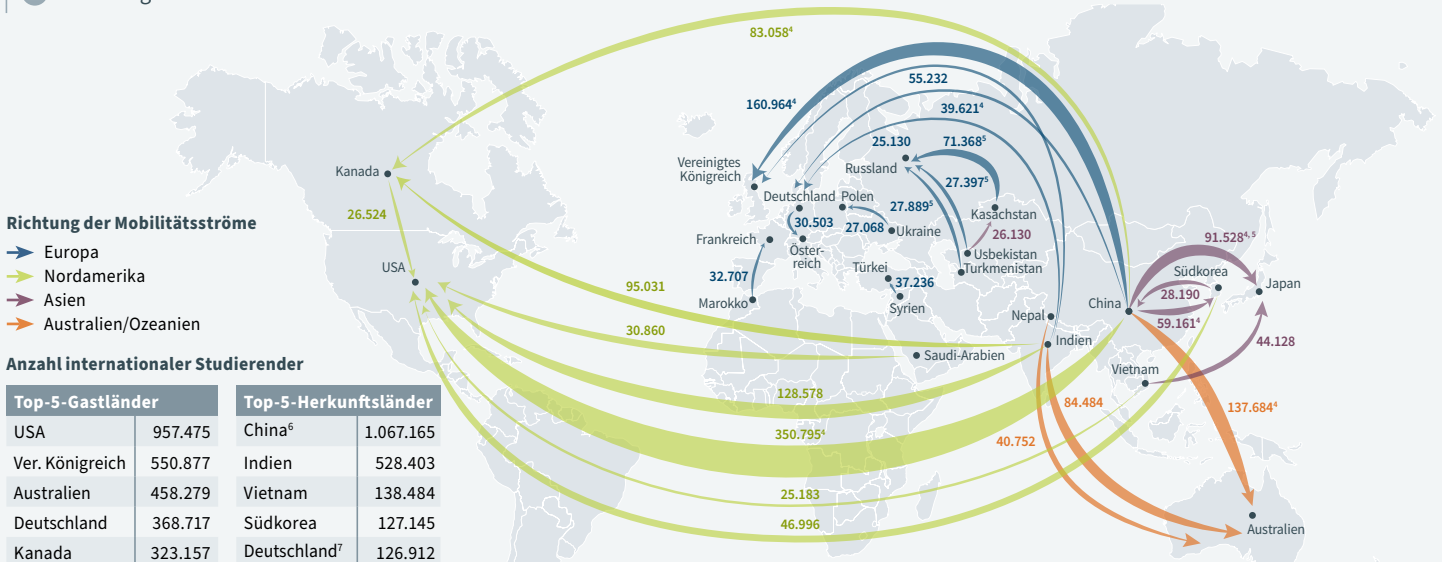 83.058⁴
55.232
160.964⁴
39.621⁴
25.130
71.368⁵
Vereinigtes
Königreich
Russland
Kanada
27.397⁵
Deutschland
Polen
27.889⁵
Kasachstan
Richtung der Mobilitätsströme
26.524
30.503
27.068
Ukraine
26.130
Europa
Frankreich
Öster-
reich
91.528⁴,⁵
Nordamerika
USA
Türkei
Usbekistan
Turkmenistan
Südkorea
Asien
32.707
37.236
28.190
Japan
Australien/Ozeanien
95.031
Marokko
Syrien
Nepal
China
59.161⁴
30.860
Saudi-Arabien
Indien
44.128
Anzahl internationaler Studierender
Vietnam
Top-5-Gastländer
USA 957.475
Ver. Königreich 550.877
Australien 458.279
Deutschland 368.717
Kanada 323.157
Top-5-Herkunftsländer
China⁶ 1.067.165
Indien 528.403
Vietnam 138.484
Südkorea 127.145
Deutschland⁷ 126.912
128.578
84.484
137.684⁴
350.795⁴
40.752
25.183
46.996
Australien